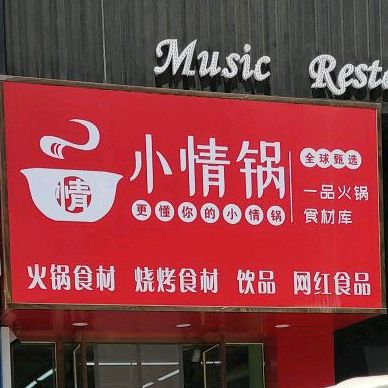 Music Resta
情
小情锅
更懂你的小情锅
全球甄选
一品火锅
食材库
火锅食材 烧烤食材 饮品 网红食品